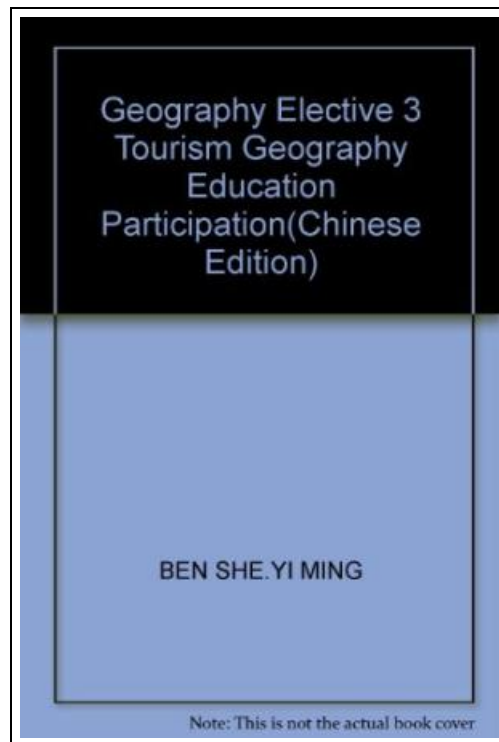 Geography Elective 3
Tourism Geography
Education
Participation(Chinese
Edition)
BEN SHE.YI MING
Note: This is not the actual book cover